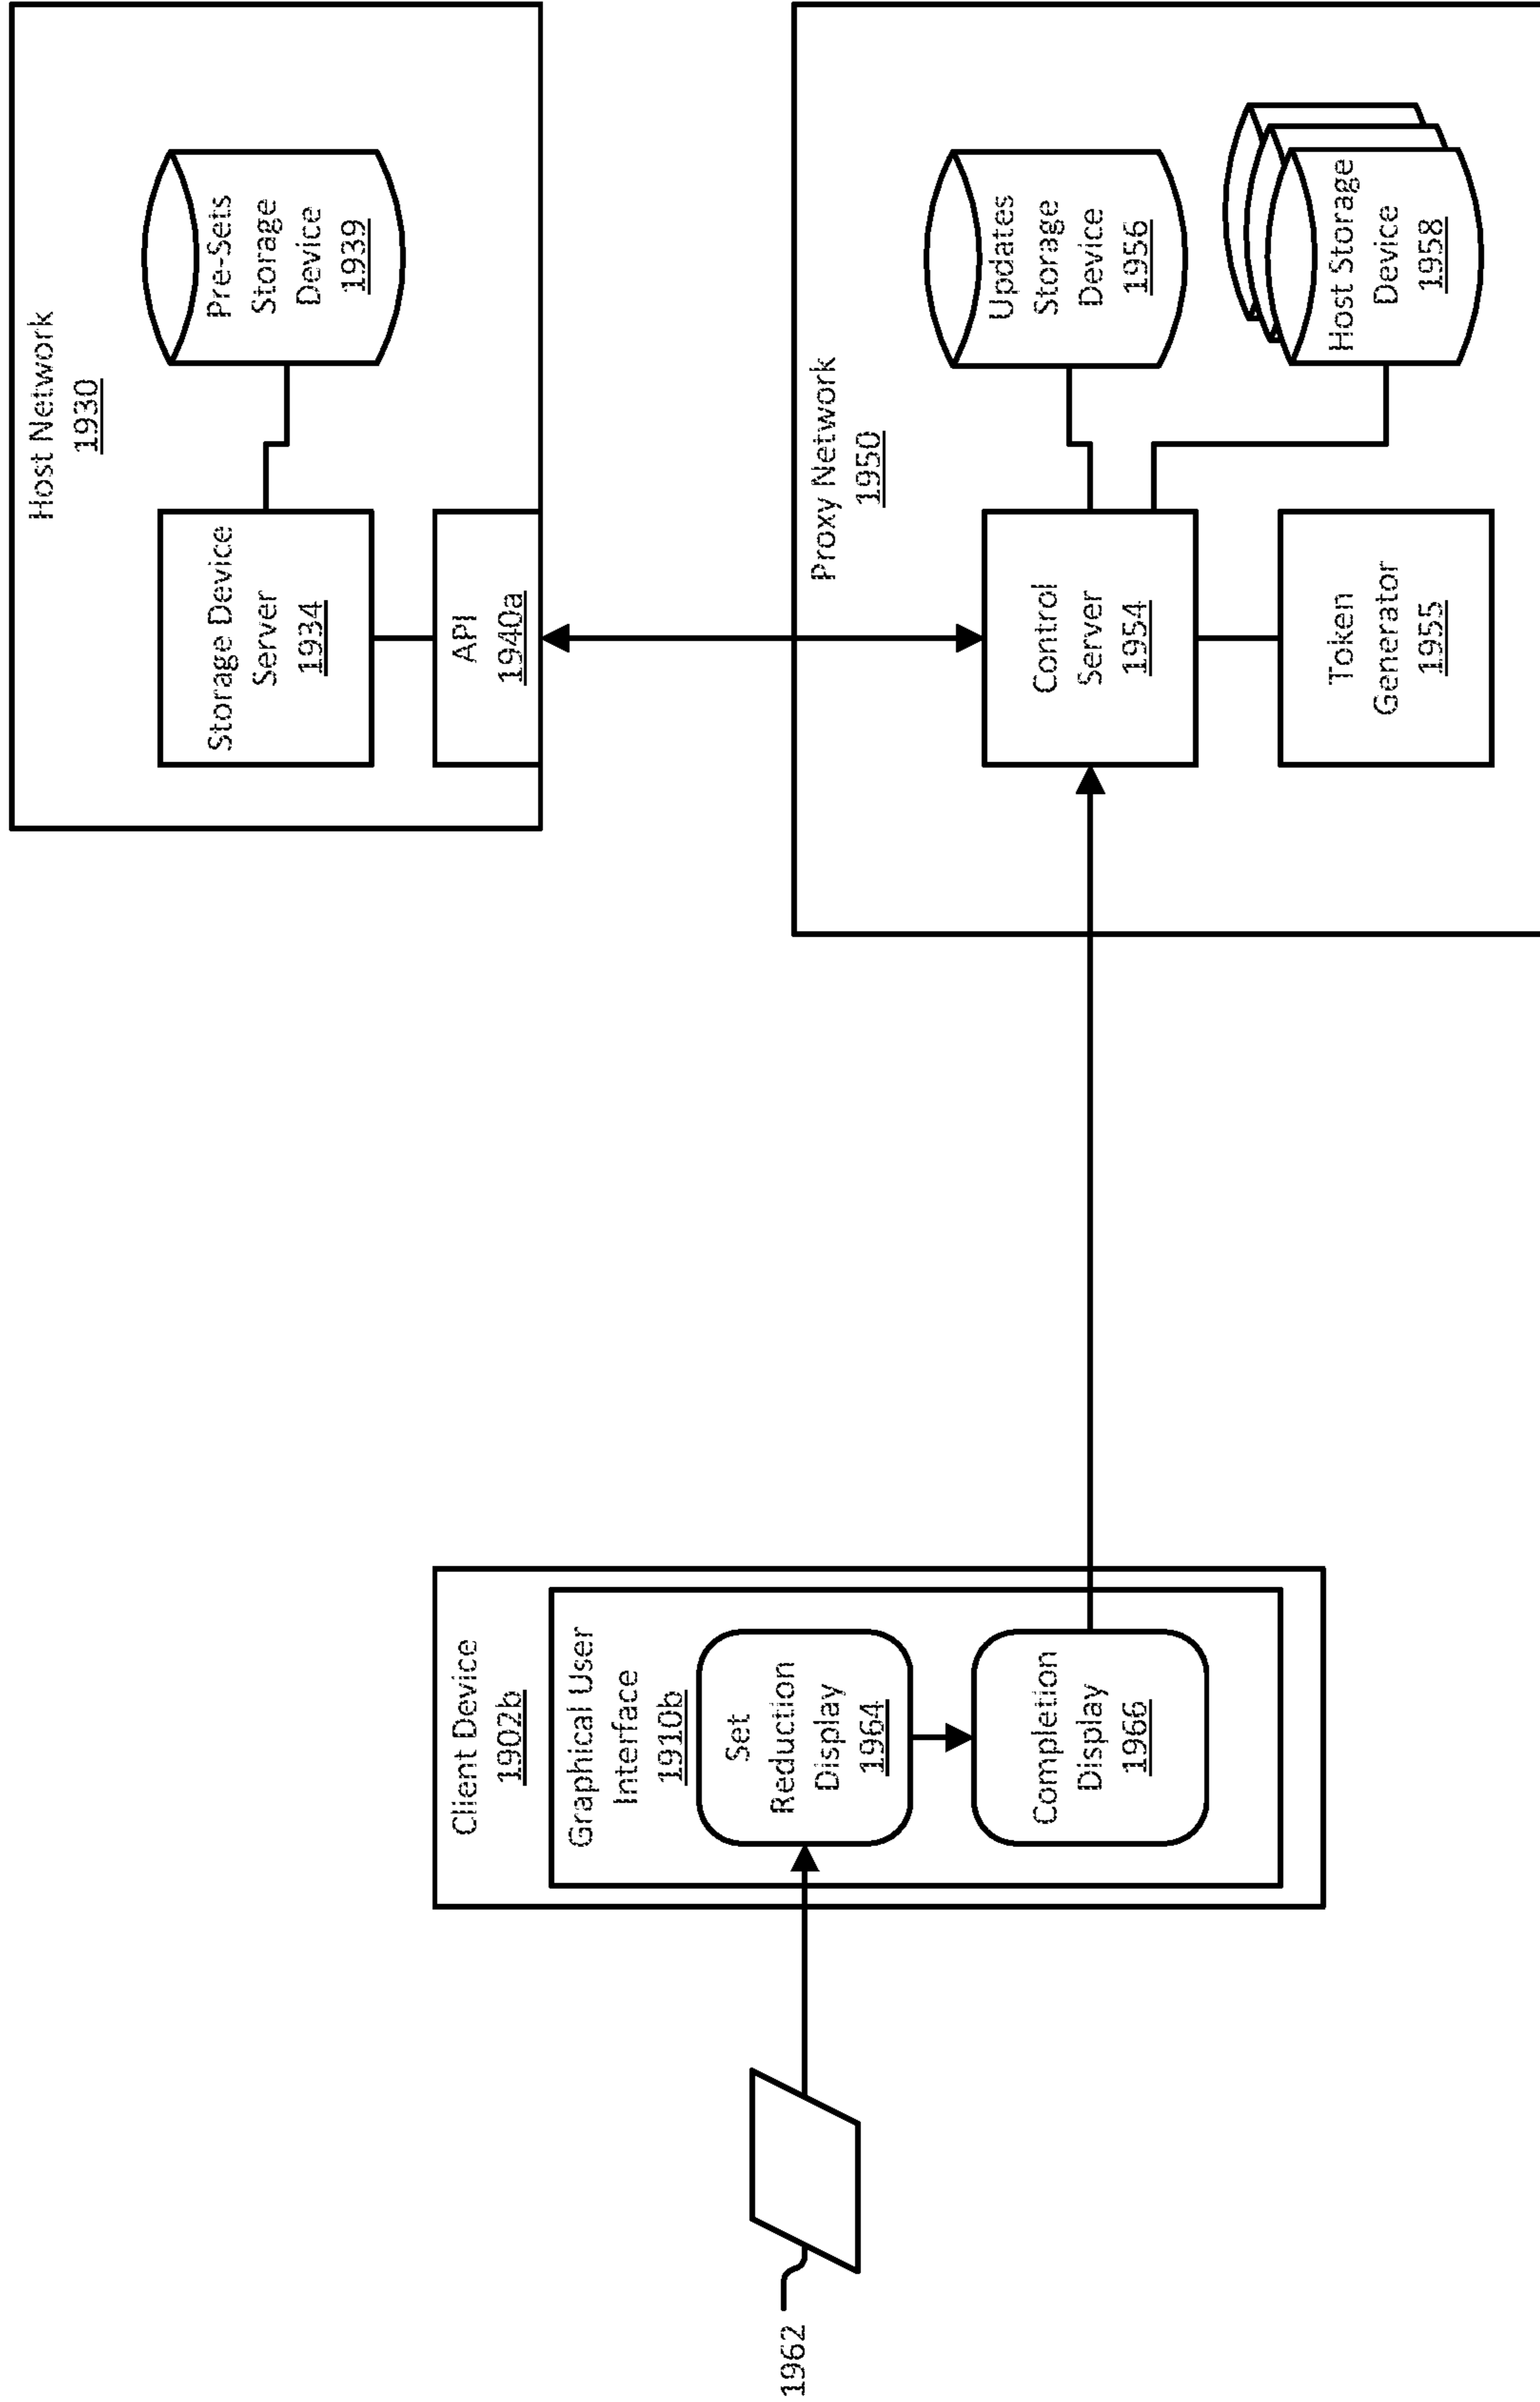 1962
Client Device
1902b
Graphical User
Interface
1910b
Set
Reduction
Display
1964
Completion
Display
1966
Host Network
1930
Storage Device
Server
1934
API
1940a
Pre-Sets
Storage
Device
1939
Proxy Network
1950
Control
Server
1954
Token
Generator
1955
Updates
Storage
Device
1956
Host Storage
Device
1958